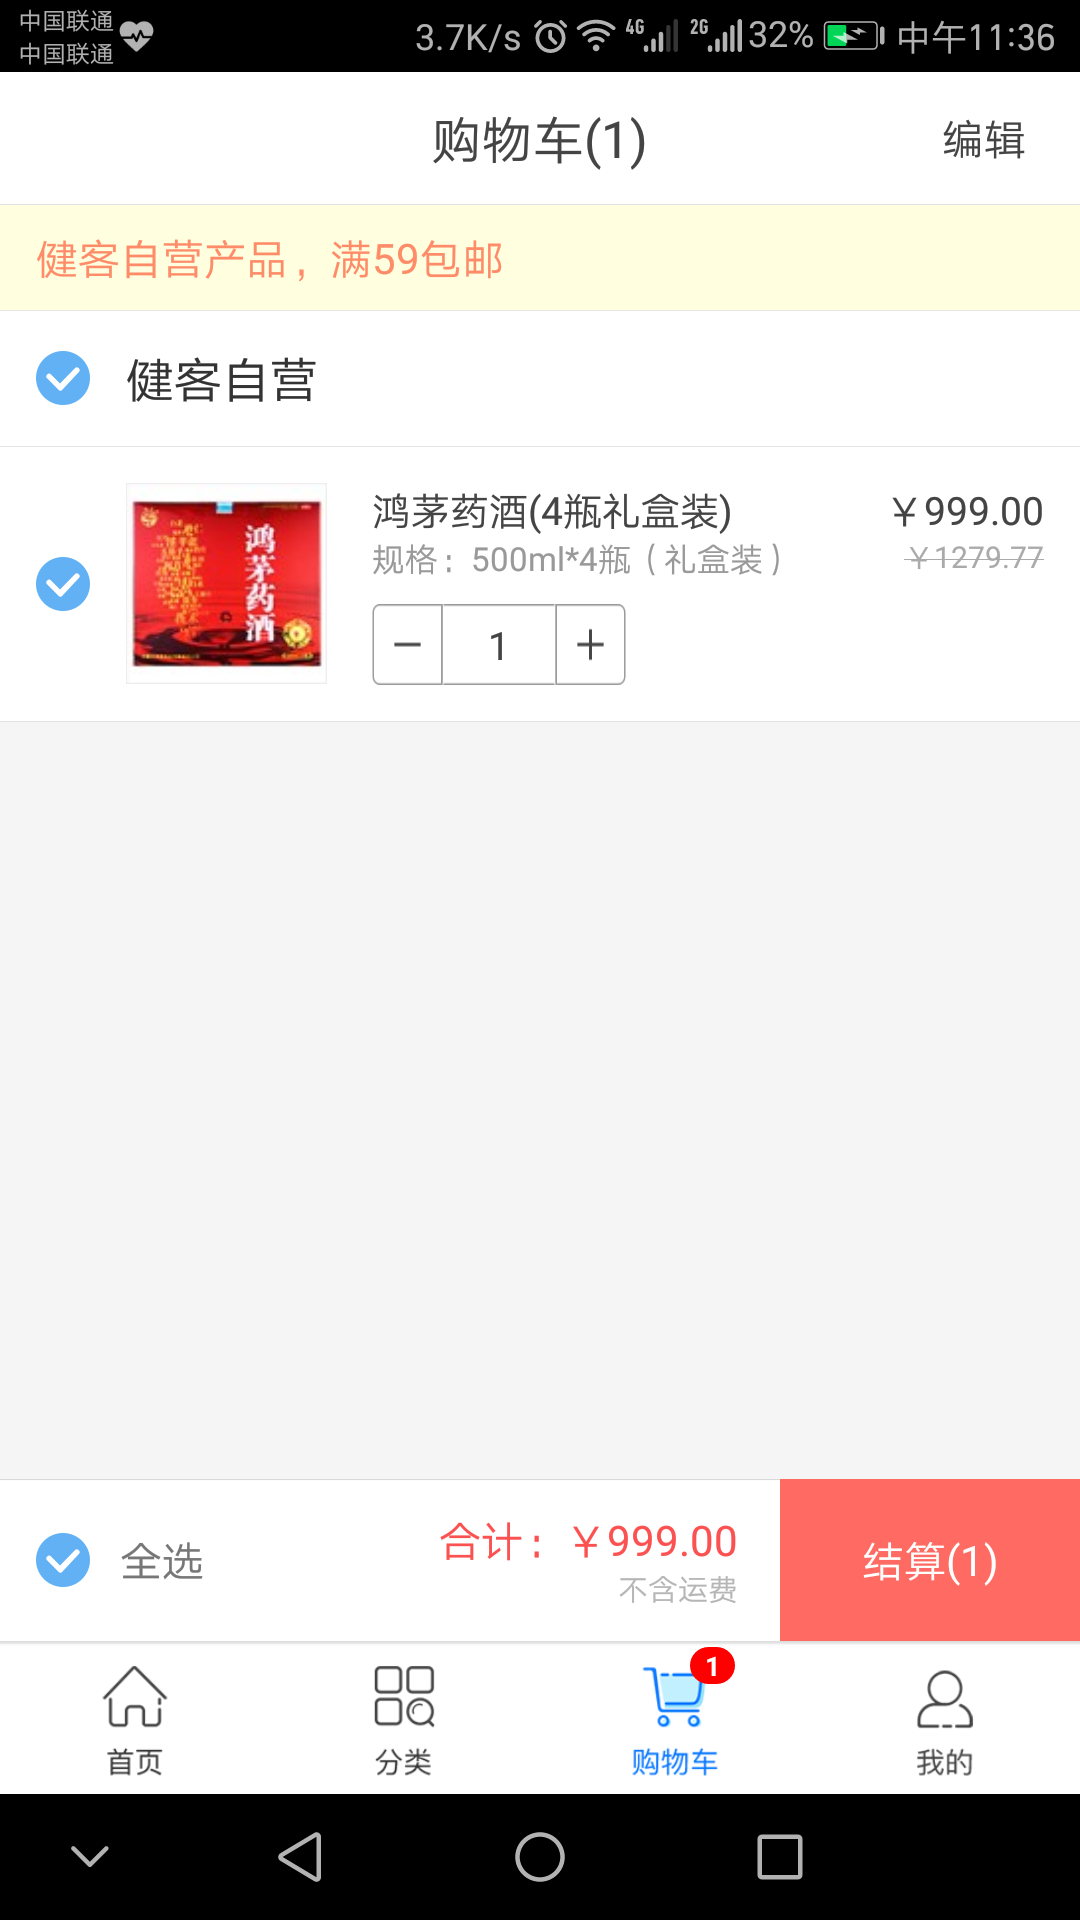 中国联通
中国联通
3.7K/s 4G 2G 32% 中午11:36
购物车(1)
编辑
健客自营产品，满59包邮
健客自营
鸿茅药酒
鸿茅药酒(4瓶礼盒装)
￥999.00
规格：500ml*4瓶（礼盒装）
￥1279.77
1
全选
合计：￥999.00
不含运费
结算(1)
1
首页
分类
购物车
我的